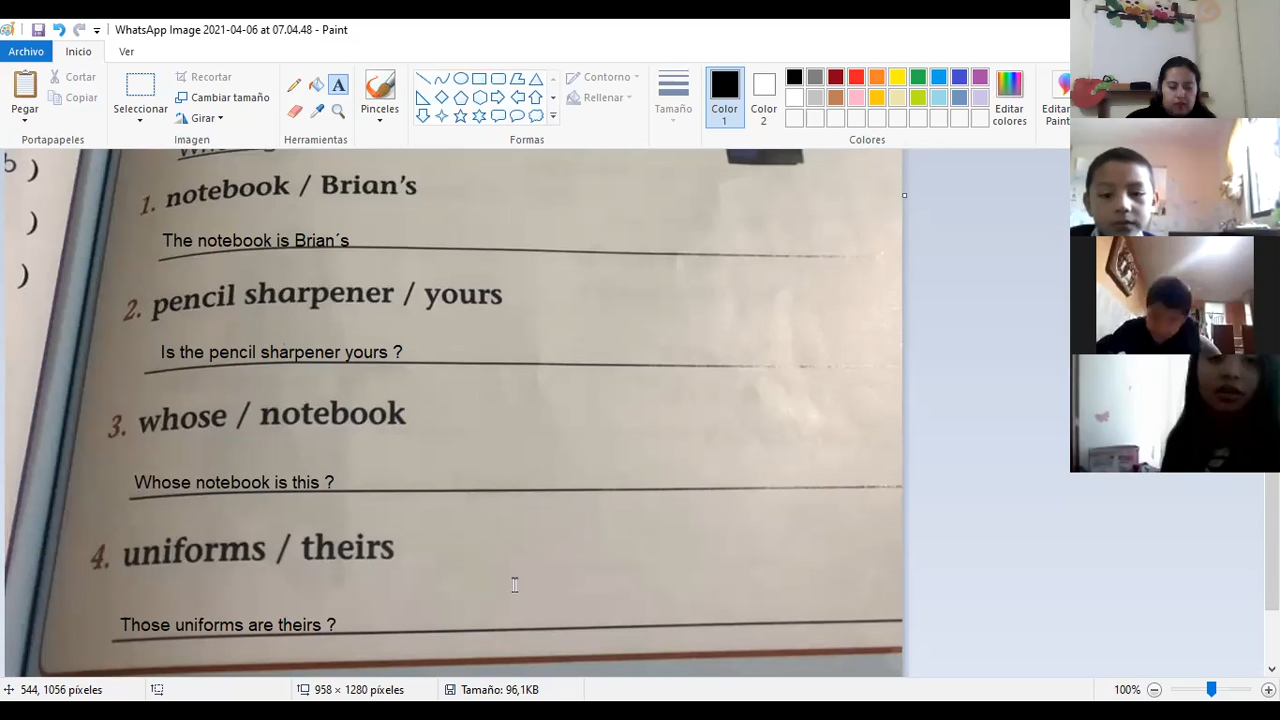 WhatsApp Image 2021-04-06 at 07.04.48 - Paint
Archivo Inicio Ver
Pegar
Cortar
Copiar
Portapapeles
Seleccionar
Recortar
Cambiar tamaño
Girar
Imagen
A
Herramientas
Pinceles
Contorno
Rellenar
Formas
Tamaño
Color 1
Color 2
Editar colores
Colores
b )
)
)
1. notebook / Brian's
The notebook is Brian´s
2. pencil sharpener / yours
Is the pencil sharpener yours ?
3. whose / notebook
Whose notebook is this ?
4. uniforms / theirs
Those uniforms are theirs ?
544, 1056 píxeles
958 × 1280 píxeles
Tamaño: 96,1KB
100%